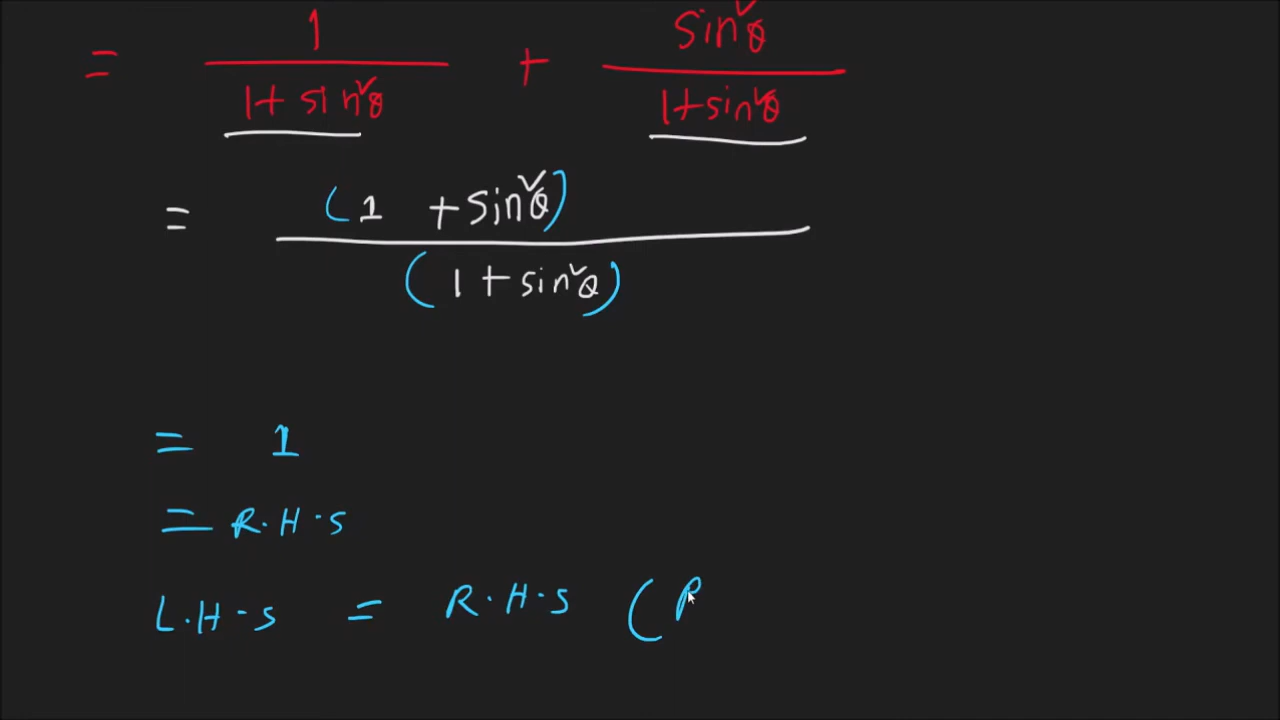 = 1 / (1 + sin²θ) + sin²θ / (1 + sin²θ)
= (1 + sin²θ) / (1 + sin²θ)
= 1
= R.H.S
L.H.S = R.H.S (P